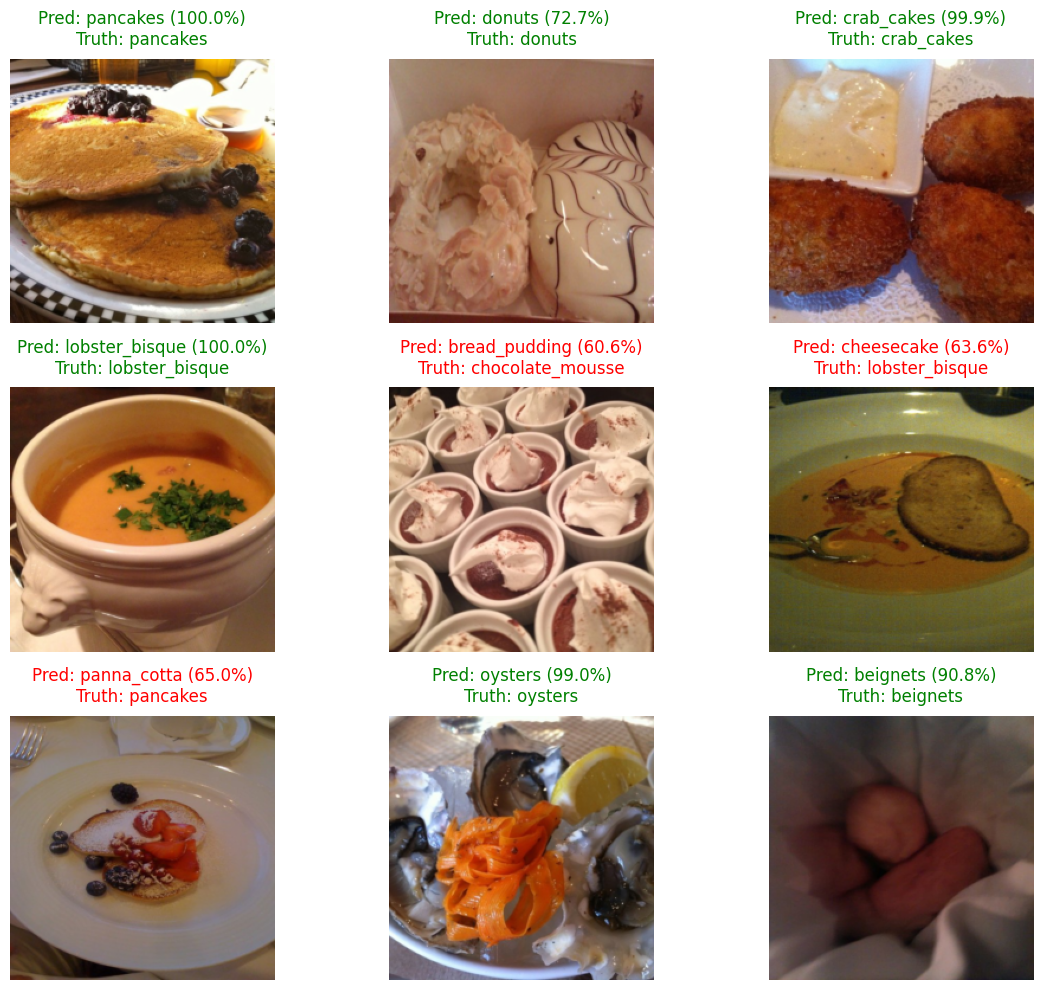 Pred: pancakes (100.0%)
Truth: pancakes
Pred: donuts (72.7%)
Truth: donuts
Pred: crab_cakes (99.9%)
Truth: crab_cakes
Pred: lobster_bisque (100.0%)
Truth: lobster_bisque
Pred: bread_pudding (60.6%)
Truth: chocolate_mousse
Pred: cheesecake (63.6%)
Truth: lobster_bisque
Pred: panna_cotta (65.0%)
Truth: pancakes
Pred: oysters (99.0%)
Truth: oysters
Pred: beignets (90.8%)
Truth: beignets